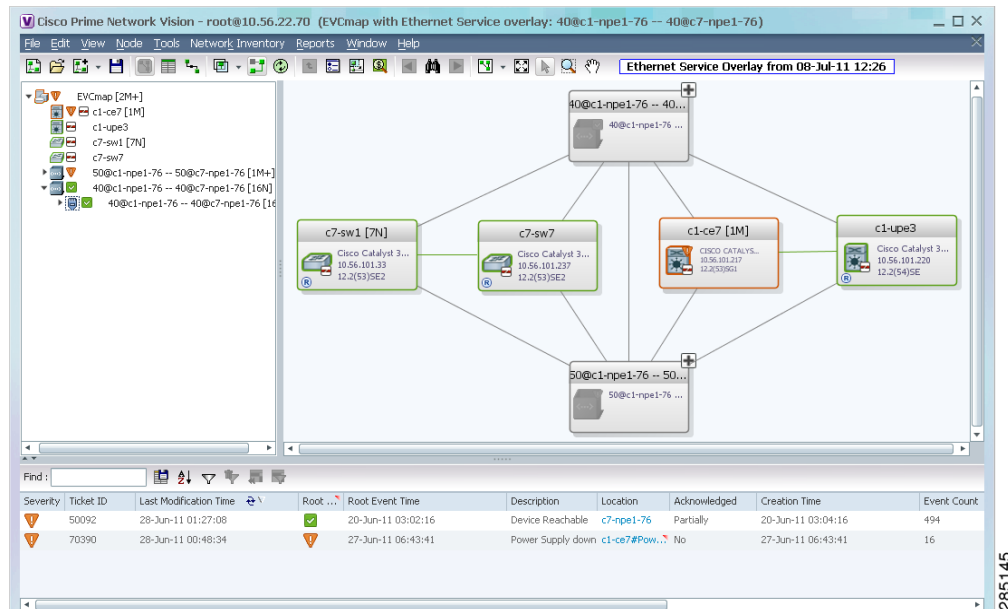 Cisco Prime Network Vision - root@10.56.22.70 (EVCmap with Ethernet Service overlay: 40@c1-npe1-76 -- 40@c7-npe1-76)
File Edit View Node Tools Network Inventory Reports Window Help
Ethernet Service Overlay from 08-Jul-11 12:26
EVCmap [2M+]
c1-ce7 [1M]
c1-upe3
c7-sw1 [7N]
c7-sw7
50@c1-npe1-76 -- 50@c7-npe1-76 [1M+]
40@c1-npe1-76 -- 40@c7-npe1-76 [16N]
40@c1-npe1-76 -- 40@c7-npe1-76 [16
40@c1-npe1-76 -- 40...
40@c1-npe1-76 ...
c7-sw1 [7N]
Cisco Catalyst 3...
10.56.101.33
12.2(53)SE2
R
c7-sw7
Cisco Catalyst 3...
10.56.101.237
12.2(53)SE2
R
c1-ce7 [1M]
CISCO CATALYS...
10.56.101.217
12.2(53)SG1
c1-upe3
Cisco Catalyst 3...
10.56.101.220
12.2(54)SE
R
50@c1-npe1-76 -- 50...
50@c1-npe1-76 ...
Find :
Severity Ticket ID Last Modification Time Root ... Root Event Time Description Location Acknowledged Creation Time Event Count
50092 28-Jun-11 01:27:08 20-Jun-11 03:02:16 Device Reachable c7-npe1-76 Partially 20-Jun-11 03:04:16 494
70390 28-Jun-11 00:48:34 27-Jun-11 06:43:41 Power Supply down c1-ce7#Pow... No 27-Jun-11 06:43:41 16
285145